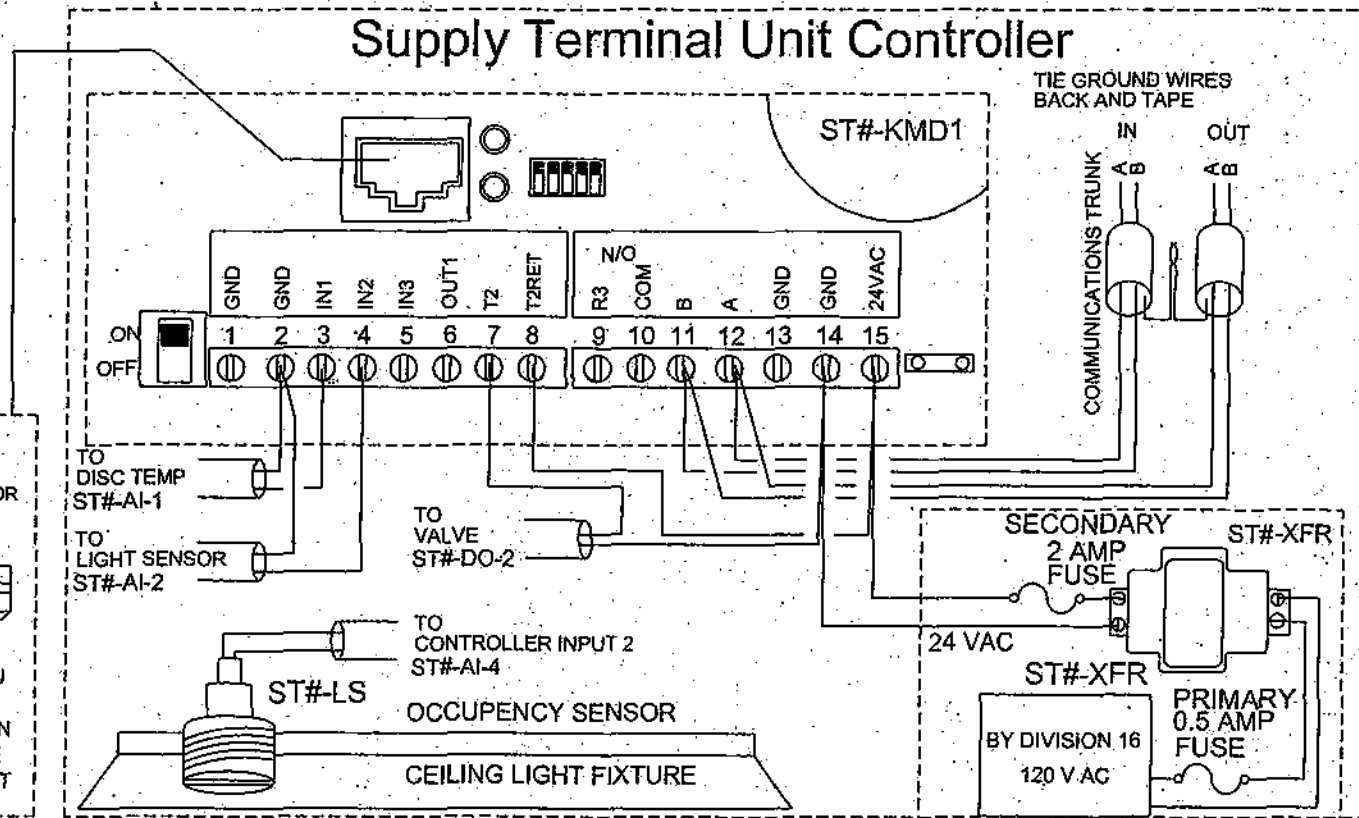 Supply Terminal Unit Controller
TIE GROUND WIRES
BACK AND TAPE
IN
OUT
A
B
A
B
COMMUNICATIONS TRUNK
ST#-KMD1
GND
GND
IN1
IN2
IN3
OUT1
T2
T2RET
N/O
R3
COM
B
A
GND
GND
24VAC
ON
OFF
1 2 3 4 5 6 7 8
9 10 11 12 13 14 15
TO
DISC TEMP
ST#-AI-1
TO
LIGHT SENSOR
ST#-AI-2
TO
VALVE
ST#-DO-2
SECONDARY
2 AMP
FUSE
ST#-XFR
24 VAC
TO
CONTROLLER INPUT 2
ST#-AI-4
ST#-LS
OCCUPENCY SENSOR
CEILING LIGHT FIXTURE
ST#-XFR
BY DIVISION 16
120 V AC
PRIMARY
0.5 AMP
FUSE
OR
U
N
T